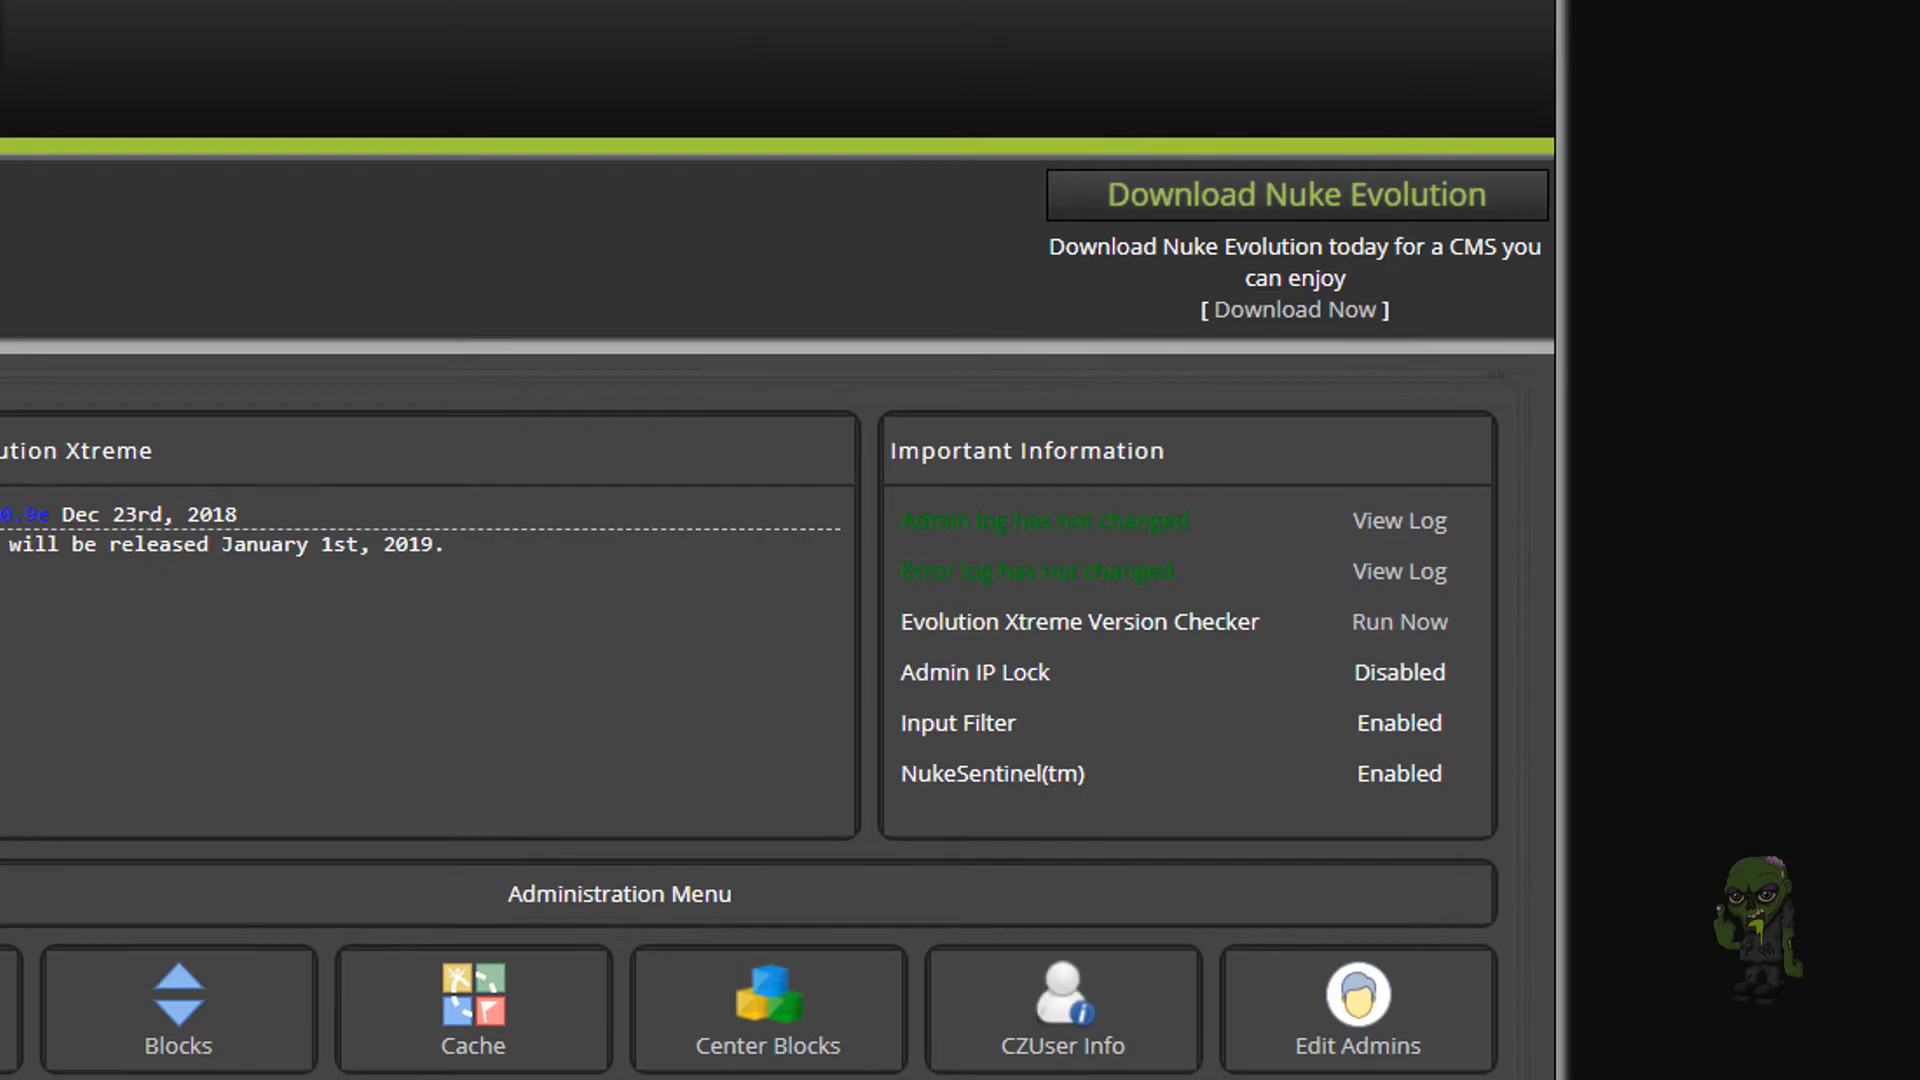 Download Nuke Evolution
Download Nuke Evolution today for a CMS you
can enjoy
[ Download Now ]
ution Xtreme
0.9e Dec 23rd, 2018
will be released January 1st, 2019.
Important Information
Admin log has not changed View Log
Error log has not changed View Log
Evolution Xtreme Version Checker Run Now
Admin IP Lock Disabled
Input Filter Enabled
NukeSentinel(tm) Enabled
Administration Menu
Blocks
Cache
Center Blocks
CZUser Info
Edit Admins